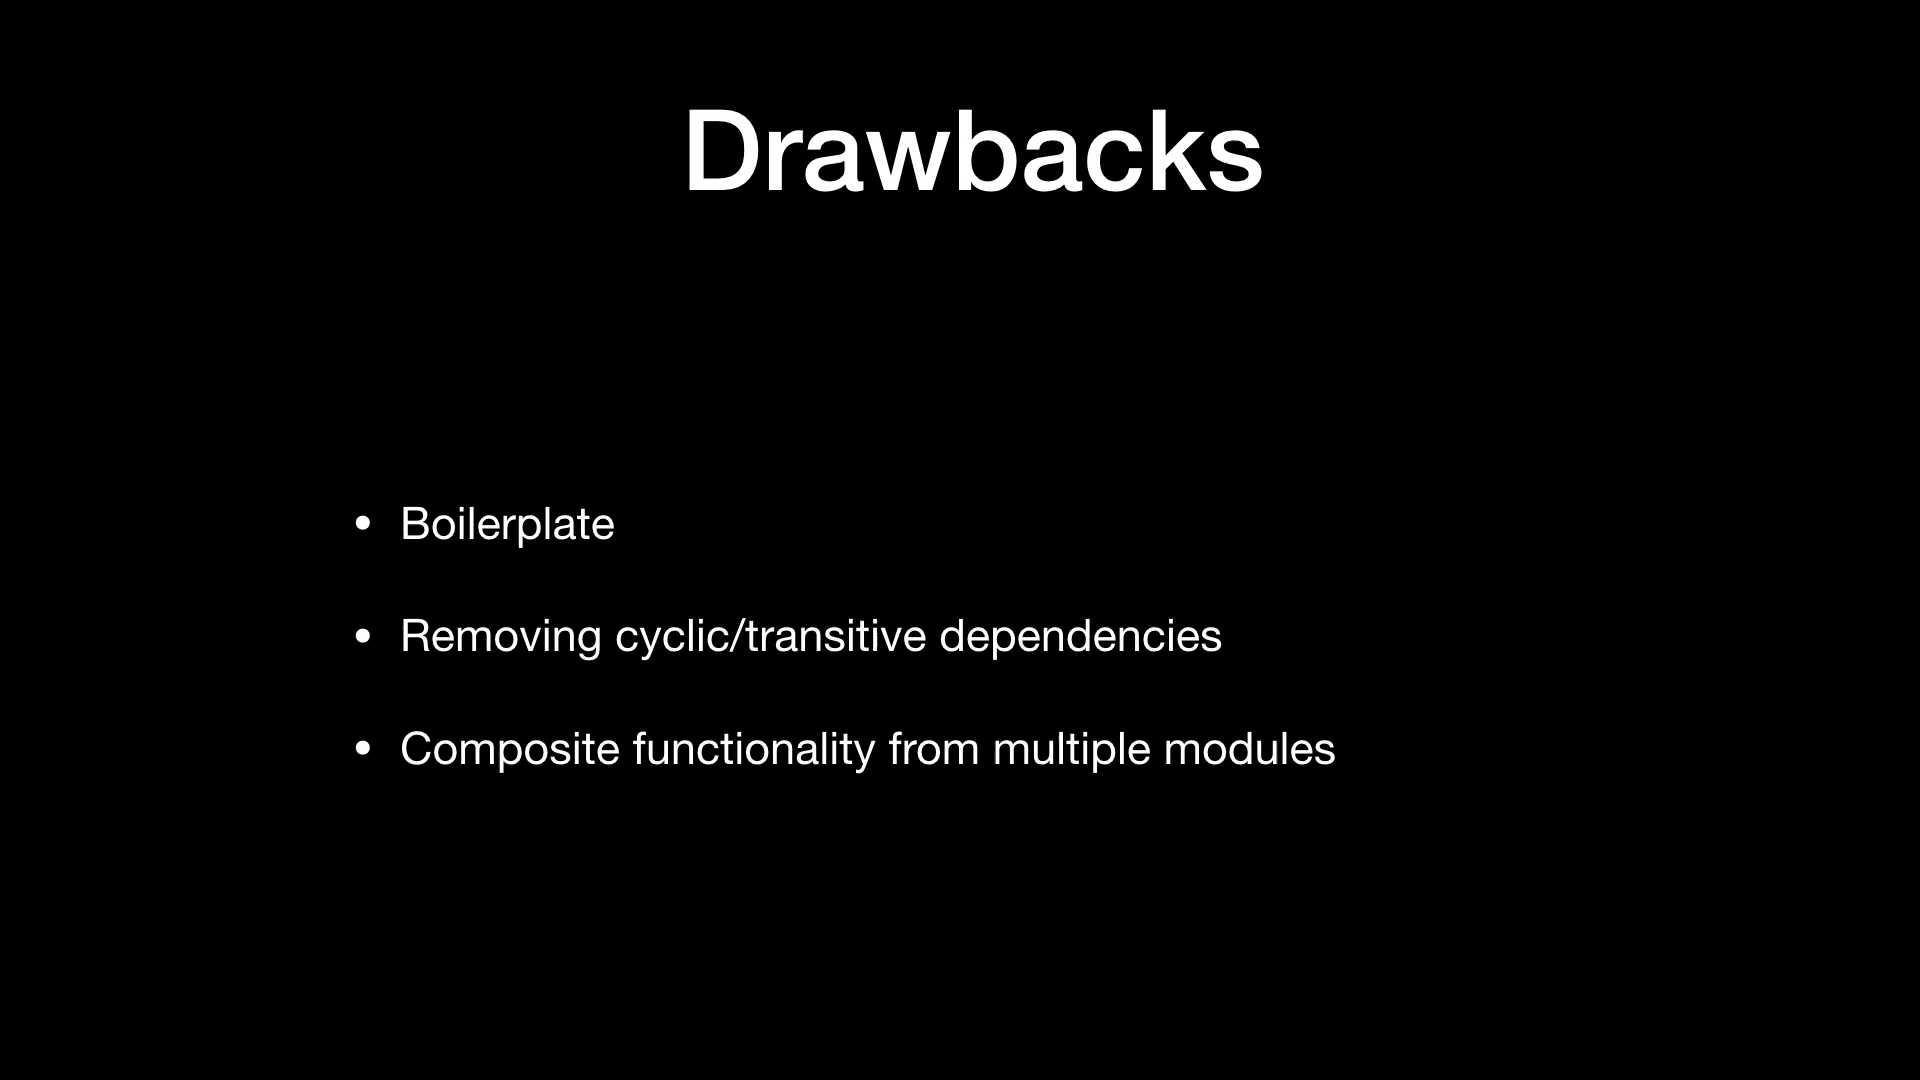 Drawbacks
• Boilerplate
• Removing cyclic/transitive dependencies
• Composite functionality from multiple modules